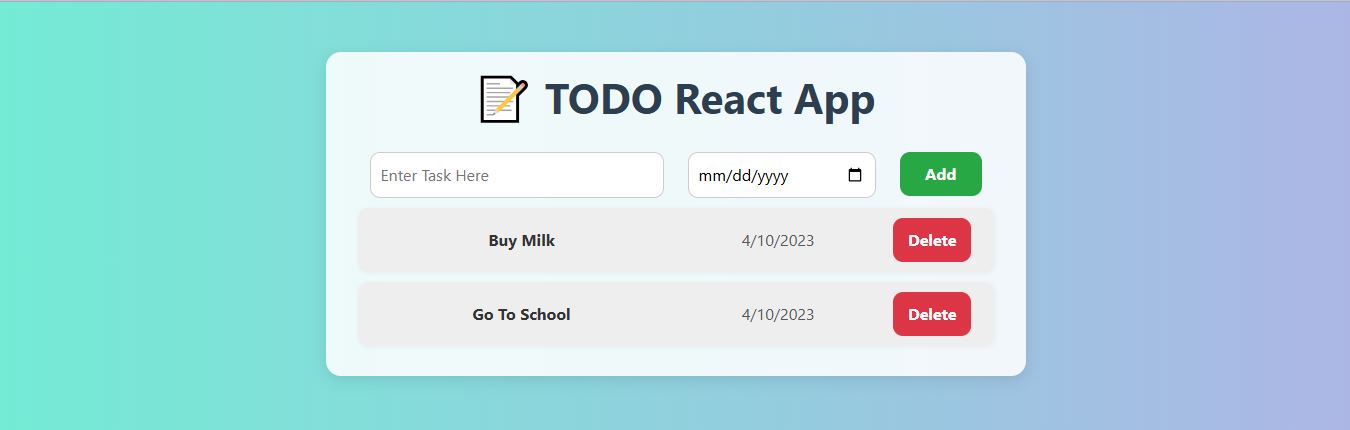 TODO React App
Enter Task Here mm/dd/yyyy Add
Buy Milk 4/10/2023 Delete
Go To School 4/10/2023 Delete